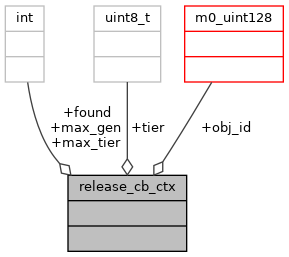 int
uint8_t
m0_uint128
+found
+max_gen
+max_tier
+tier
+obj_id
release_cb_ctx